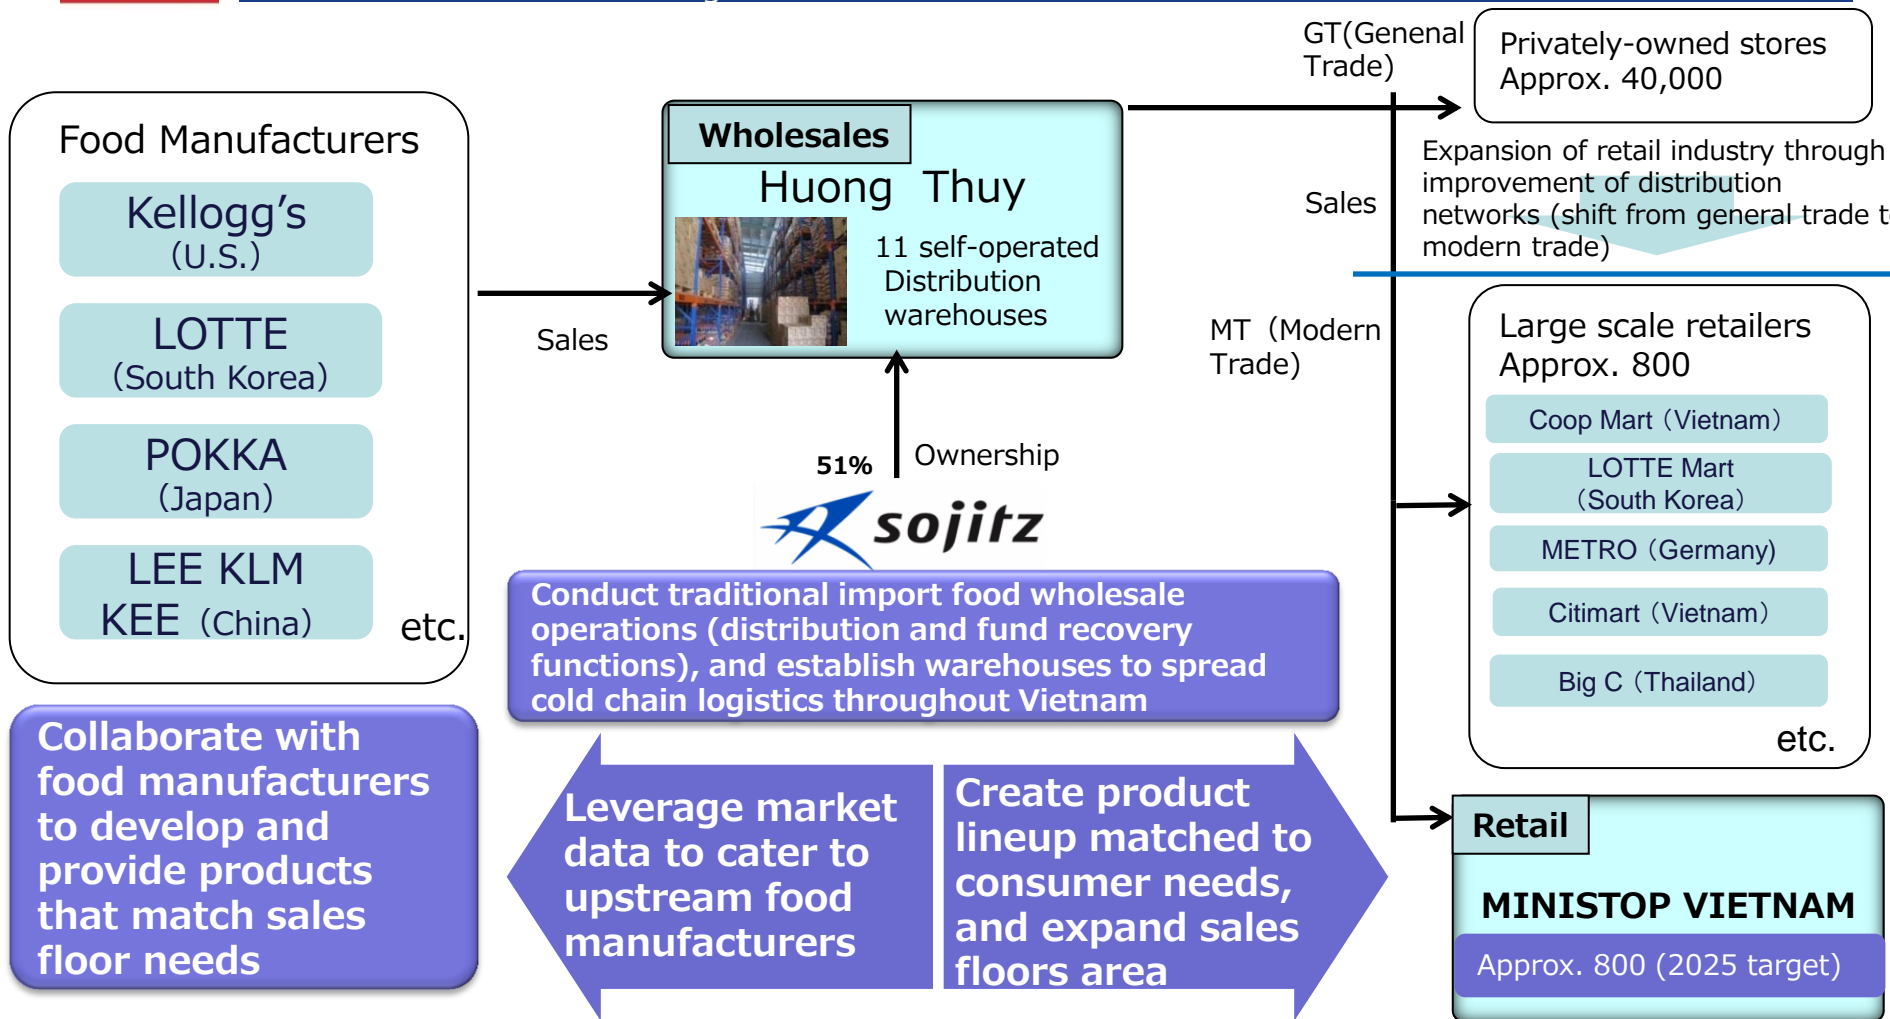 GT(Genenal
Trade)
Privately-owned stores
Approx. 40,000
Food Manufacturers
Kellogg's
(U.S.)
LOTTE
（South Korea）
POKKA
（Japan）
LEE KLM
KEE（China）
etc.
Sales
Wholesales
Huong Thuy
11 self-operated
Distribution
warehouses
51%
Ownership
sojitz
Sales
MT（Modern
Trade）
Expansion of retail industry through
improvement of distribution
networks (shift from general trade t
modern trade)
Large scale retailers
Approx. 800
Coop Mart（Vietnam）
LOTTE Mart
（South Korea）
METRO（Germany)
Citimart（Vietnam）
Big C（Thailand）
etc.
Conduct traditional import food wholesale
operations (distribution and fund recovery
functions), and establish warehouses to spread
cold chain logistics throughout Vietnam
Collaborate with
food manufacturers
to develop and
provide products
that match sales
floor needs
Leverage market
data to cater to
upstream food
manufacturers
Create product
lineup matched to
consumer needs,
and expand sales
floors area
Retail
MINISTOP VIETNAM
Approx. 800 (2025 target)